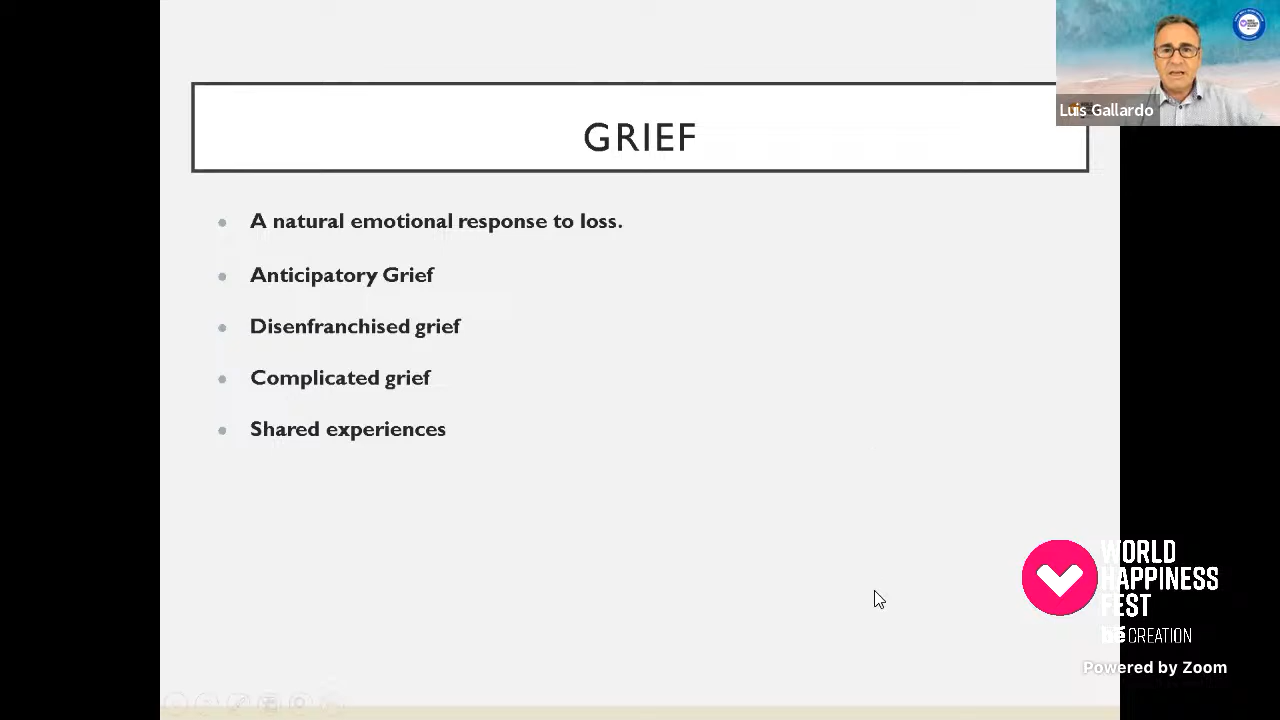 GRIEF
A natural emotional response to loss.
Anticipatory Grief
Disenfranchised grief
Complicated grief
Shared experiences
Luis Gallardo
WORLD
HAPPINESS
FEST
bē CREATION
Powered by Zoom